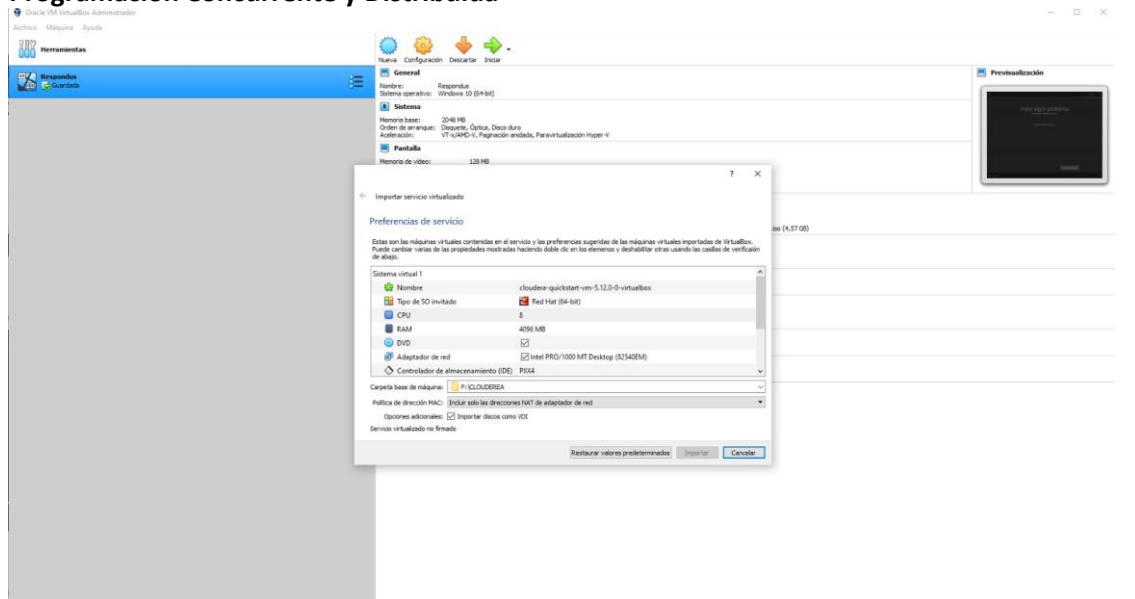 Programación Concurrente y Distribuida
Oracle VM VirtualBox Administrador
Archivo Máquina Ayuda
Herramientas
Nueva Configuración Descartar Iniciar
Respondus
Guardada
General
Nombre: Respondus
Sistema operativo: Windows 10 (64-bit)
Previsualización
Sistema
Memoria base: 2048 MB
Orden de arranque: Disquete, Óptica, Disco duro
Aceleración: VT-x/AMD-V, Paginación anidada, Paravirtualización Hyper-V
Pantalla
Memoria de vídeo: 128 MB
? ×
← Importar servicio virtualizado
Preferencias de servicio
.iso (4,57 GB)
Estas son las máquinas virtuales contenidas en el servicio y las preferencias sugeridas de las máquinas virtuales importadas de VirtualBox.
Puede cambiar varias de las propiedades mostradas haciendo doble clic en los elementos y deshabilitar otras usando las casillas de verificación
de abajo.
Sistema virtual 1
Nombre cloudera-quickstart-vm-5.12.0-0-virtualbox
Tipo de SO invitado Red Hat (64-bit)
CPU 8
RAM 4096 MB
DVD
Adaptador de red Intel PRO/1000 MT Desktop (82540EM)
Controlador de almacenamiento (IDE) PIIX4
Carpeta base de máquina: F:\CLOUDEREA
Política de dirección MAC: Incluir solo las direcciones NAT de adaptador de red
Opciones adicionales: Importar discos como VDI
Servicio virtualizado no firmado
Restaurar valores predeterminados Importar Cancelar